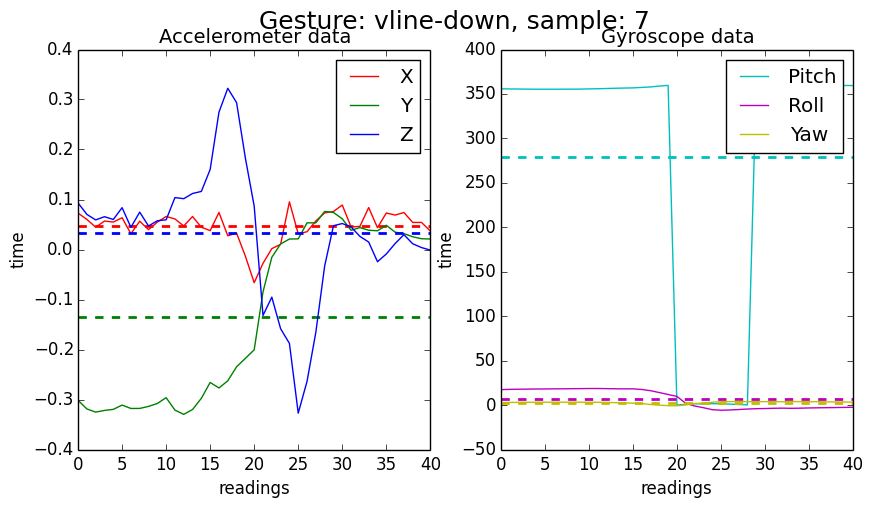 Gesture: vline-down, sample: 7
Accelerometer data
0.4
0.3
0.2
0.1
0.0
−0.1
−0.2
−0.3
−0.4
time
0 5 10 15 20 25 30 35 40
readings
X
Y
Z
Gyroscope data
400
350
300
250
200
150
100
50
0
−50
time
0 5 10 15 20 25 30 35 40
readings
Pitch
Roll
Yaw